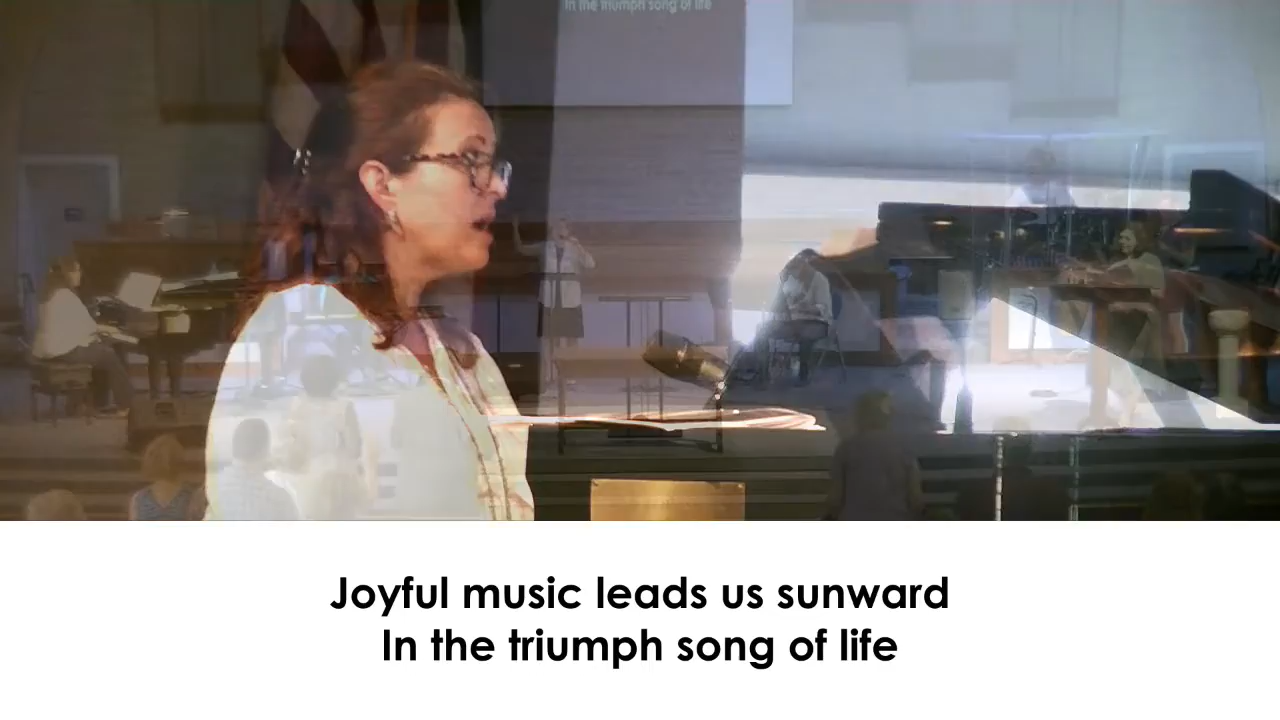 In the triumph song of life
Joyful music leads us sunward
In the triumph song of life